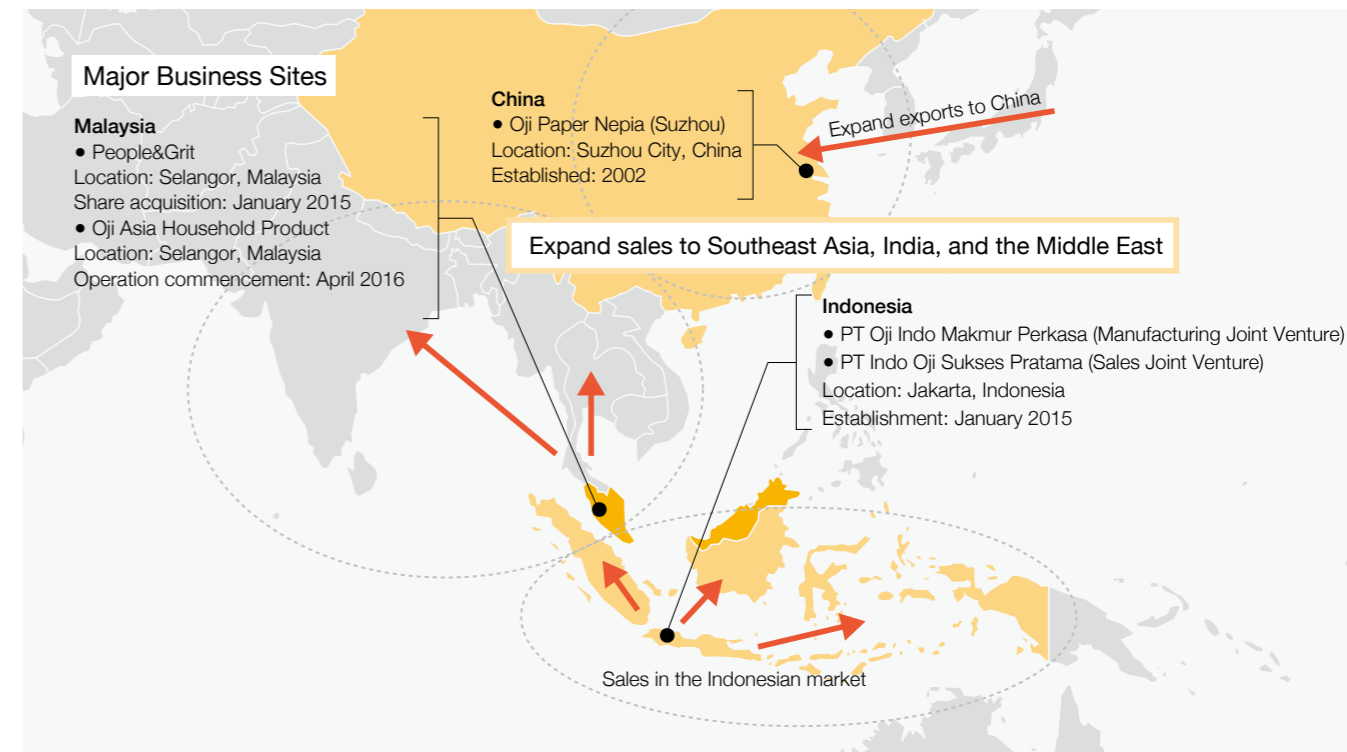 Major Business Sites
Malaysia
● People&Grit
Location: Selangor, Malaysia
Share acquisition: January 2015
● Oji Asia Household Product
Location: Selangor, Malaysia
Operation commencement: April 2016
China
● Oji Paper Nepia (Suzhou)
Location: Suzhou City, China
Established: 2002
Expand exports to China
Expand sales to Southeast Asia, India, and the Middle East
Indonesia
● PT Oji Indo Makmur Perkasa (Manufacturing Joint Venture)
● PT Indo Oji Sukses Pratama (Sales Joint Venture)
Location: Jakarta, Indonesia
Establishment: January 2015
Sales in the Indonesian market